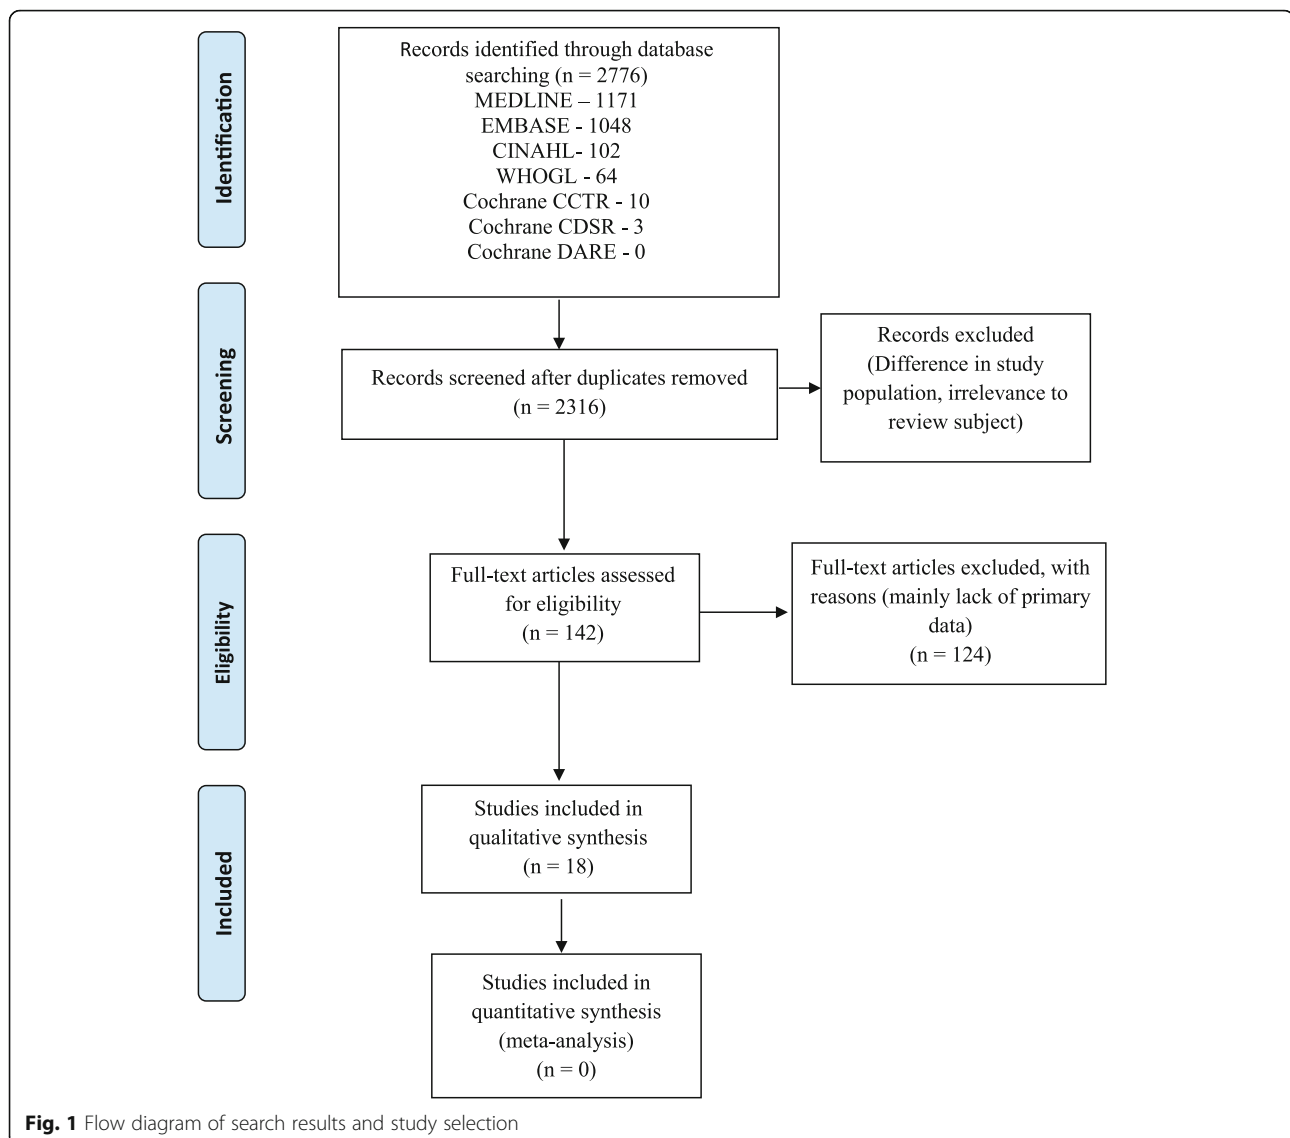 Identification
Records identified through database
searching (n = 2776)
MEDLINE – 1171
EMBASE - 1048
CINAHL- 102
WHOGL - 64
Cochrane CCTR - 10
Cochrane CDSR - 3
Cochrane DARE - 0
Screening
Records screened after duplicates removed
(n = 2316)
Records excluded
(Difference in study
population, irrelevance to
review subject)
Eligibility
Full-text articles assessed
for eligibility
(n = 142)
Full-text articles excluded, with
reasons (mainly lack of primary
data)
(n = 124)
Included
Studies included in
qualitative synthesis
(n = 18)
Studies included in
quantitative synthesis
(meta-analysis)
(n = 0)
Fig. 1 Flow diagram of search results and study selection